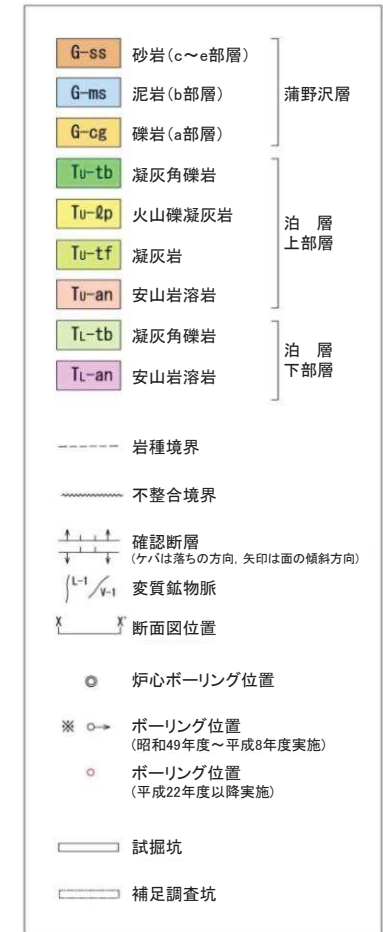 G-ss 砂岩(c～e部層)
G-ms 泥岩(b部層)
蒲野沢層
G-cg 礫岩(a部層)
Tu-tb 凝灰角礫岩
Tu-ℓp 火山礫凝灰岩
泊　層
上部層
Tu-tf 凝灰岩
Tu-an 安山岩溶岩
TL-tb 凝灰角礫岩
泊　層
下部層
TL-an 安山岩溶岩
岩種境界
不整合境界
確認断層
(ケバは落ちの方向, 矢印は面の傾斜方向)
L-1 V-1 変質鉱物脈
X X' 断面図位置
◎ 炉心ボーリング位置
※ ボーリング位置
(昭和49年度～平成8年度実施)
ボーリング位置
(平成22年度以降実施)
試掘坑
補足調査坑